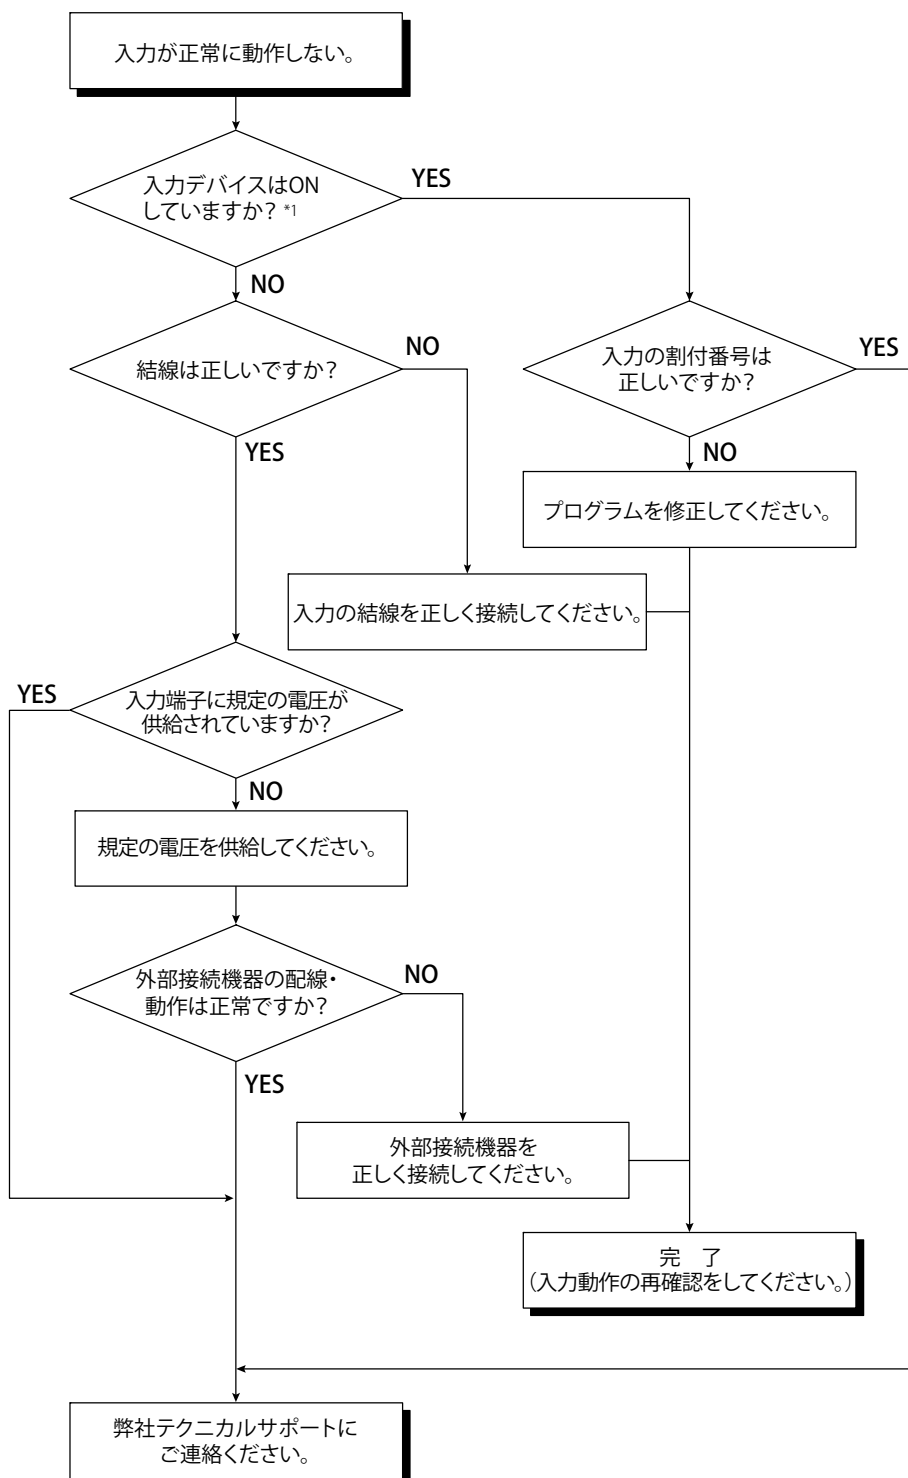 入力が正常に動作しない。
入力デバイスはON
していますか？ *1
YES
NO
結線は正しいですか？
NO
入力の割付番号は
正しいですか？
YES
YES
NO
プログラムを修正してください。
入力の結線を正しく接続してください。
YES
入力端子に規定の電圧が
供給されていますか？
NO
規定の電圧を供給してください。
外部接続機器の配線・
動作は正常ですか？
NO
YES
外部接続機器を
正しく接続してください。
完　了
（入力動作の再確認をしてください。）
弊社テクニカルサポートに
ご連絡ください。